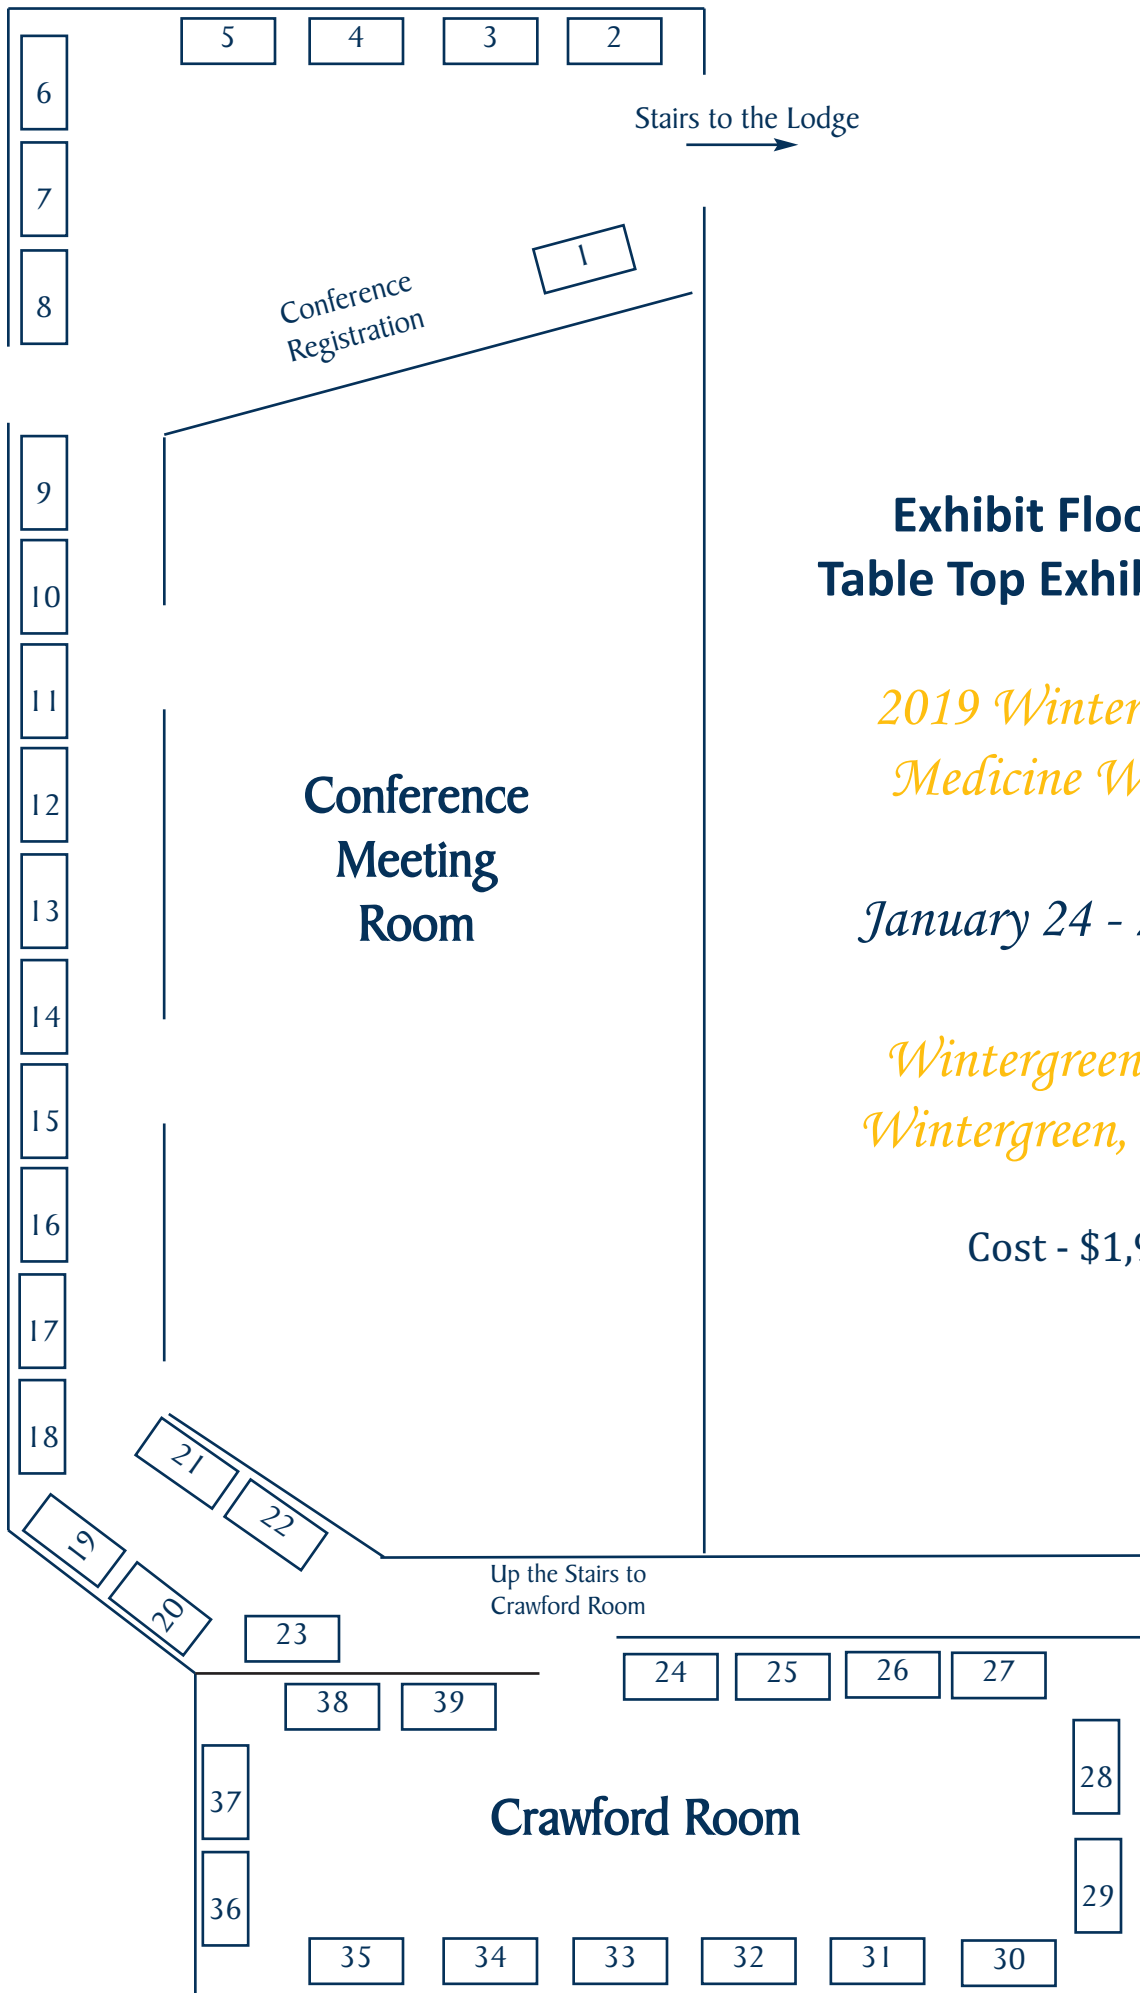 5 4 3 2
6
Stairs to the Lodge
7
1
8
Conference
Registration
9
10
11
12
13
14
15
16
17
18
Conference
Meeting
Room
Exhibit Floo
Table Top Exhib
2019 Winter
Medicine W
January 24 -
Wintergreen
Wintergreen,
Cost - $1,9
21
22
19
20
23
Up the Stairs to
Crawford Room
24 25 26 27
38 39
28
37
Crawford Room
29
36
35 34 33 32 31 30